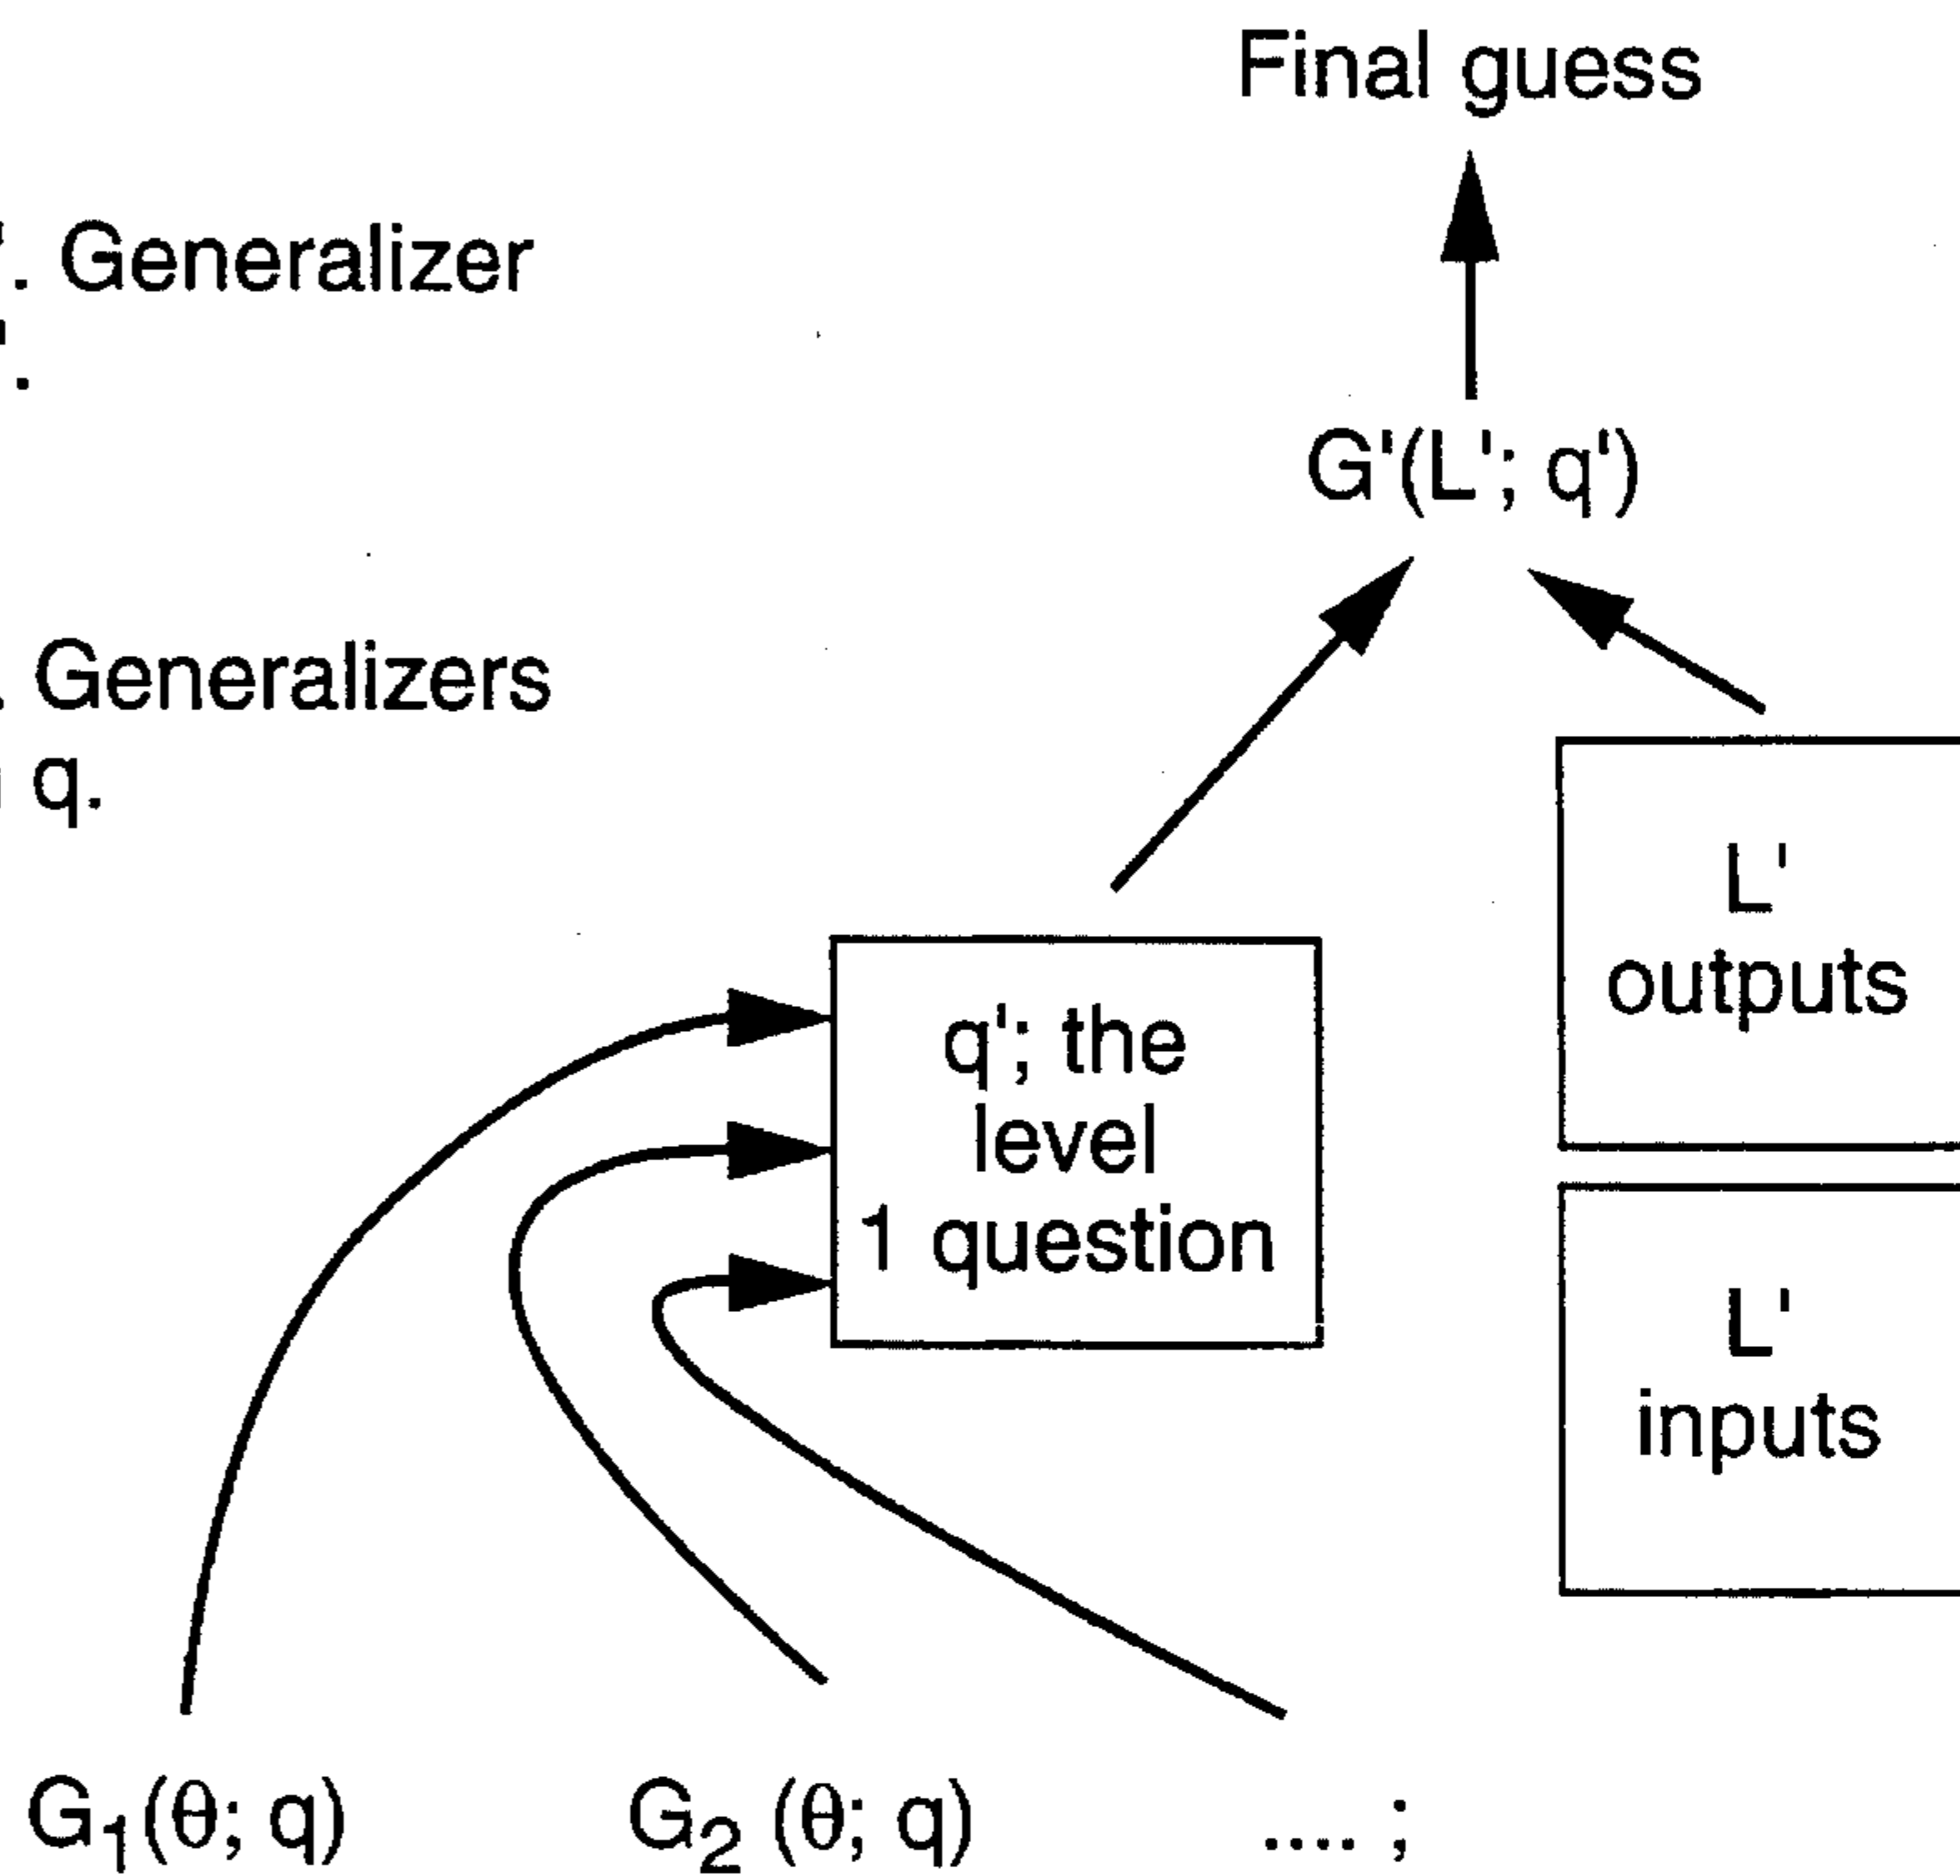 Final guess
. Generalizer
.
G'(L'; q')
Generalizers
q.
L'
outputs
q'; the
level
1 question
L'
inputs
G1(θ; q) G2 (θ; q) .... ;